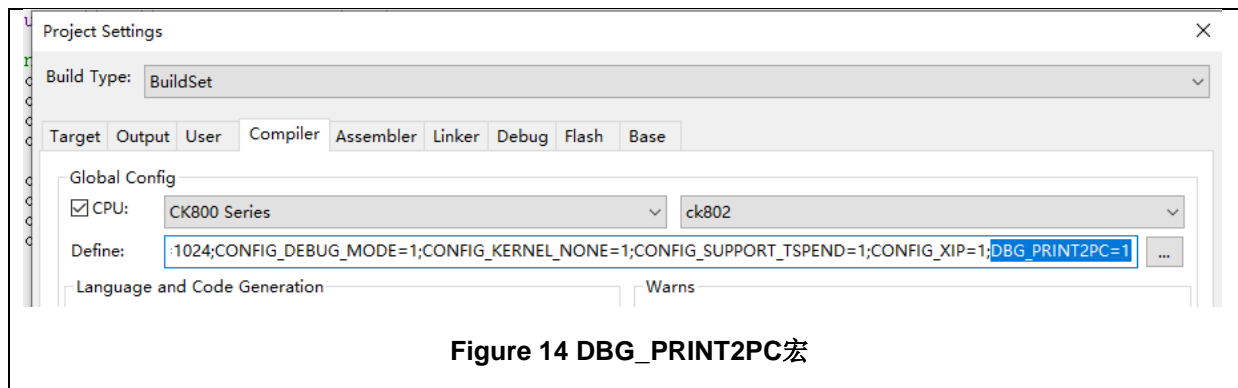 Project Settings
Build Type: BuildSet
Target Output User Compiler Assembler Linker Debug Flash Base
Global Config
CPU: CK800 Series ck802
Define: :1024;CONFIG_DEBUG_MODE=1;CONFIG_KERNEL_NONE=1;CONFIG_SUPPORT_TSPEND=1;CONFIG_XIP=1;DBG_PRINT2PC=1 ...
Language and Code Generation Warns
Figure 14 DBG_PRINT2PC宏